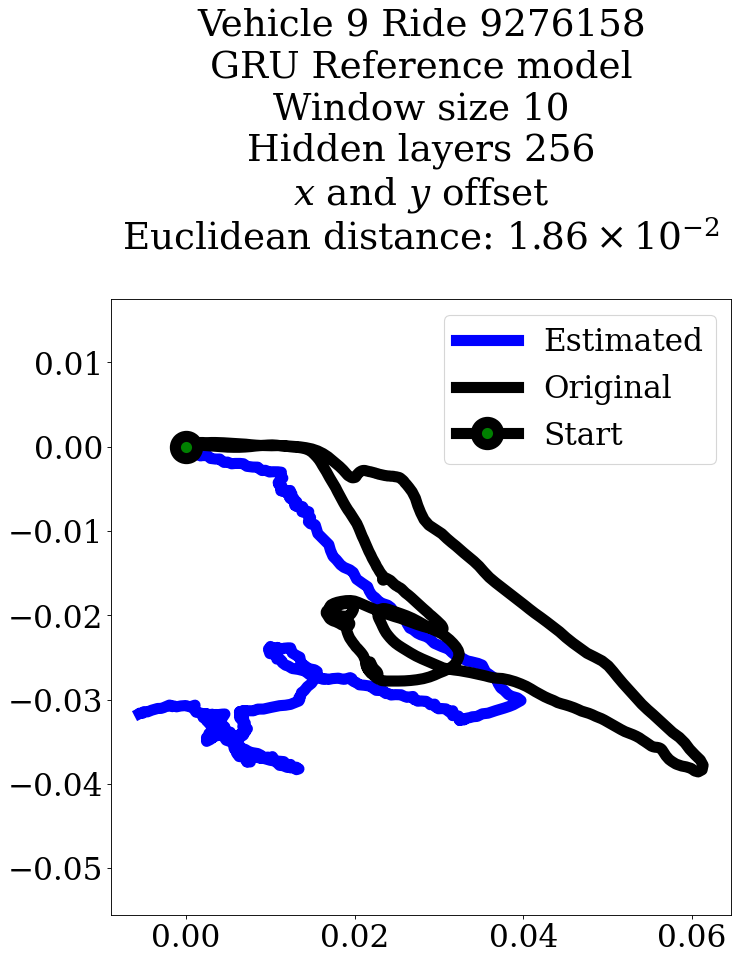 Vehicle 9 Ride 9276158
GRU Reference model
Window size 10
Hidden layers 256
x and y offset
Euclidean distance: 1.86 × 10⁻²
Estimated
Original
Start
0.01
0.00
−0.01
−0.02
−0.03
−0.04
−0.05
0.00 0.02 0.04 0.06